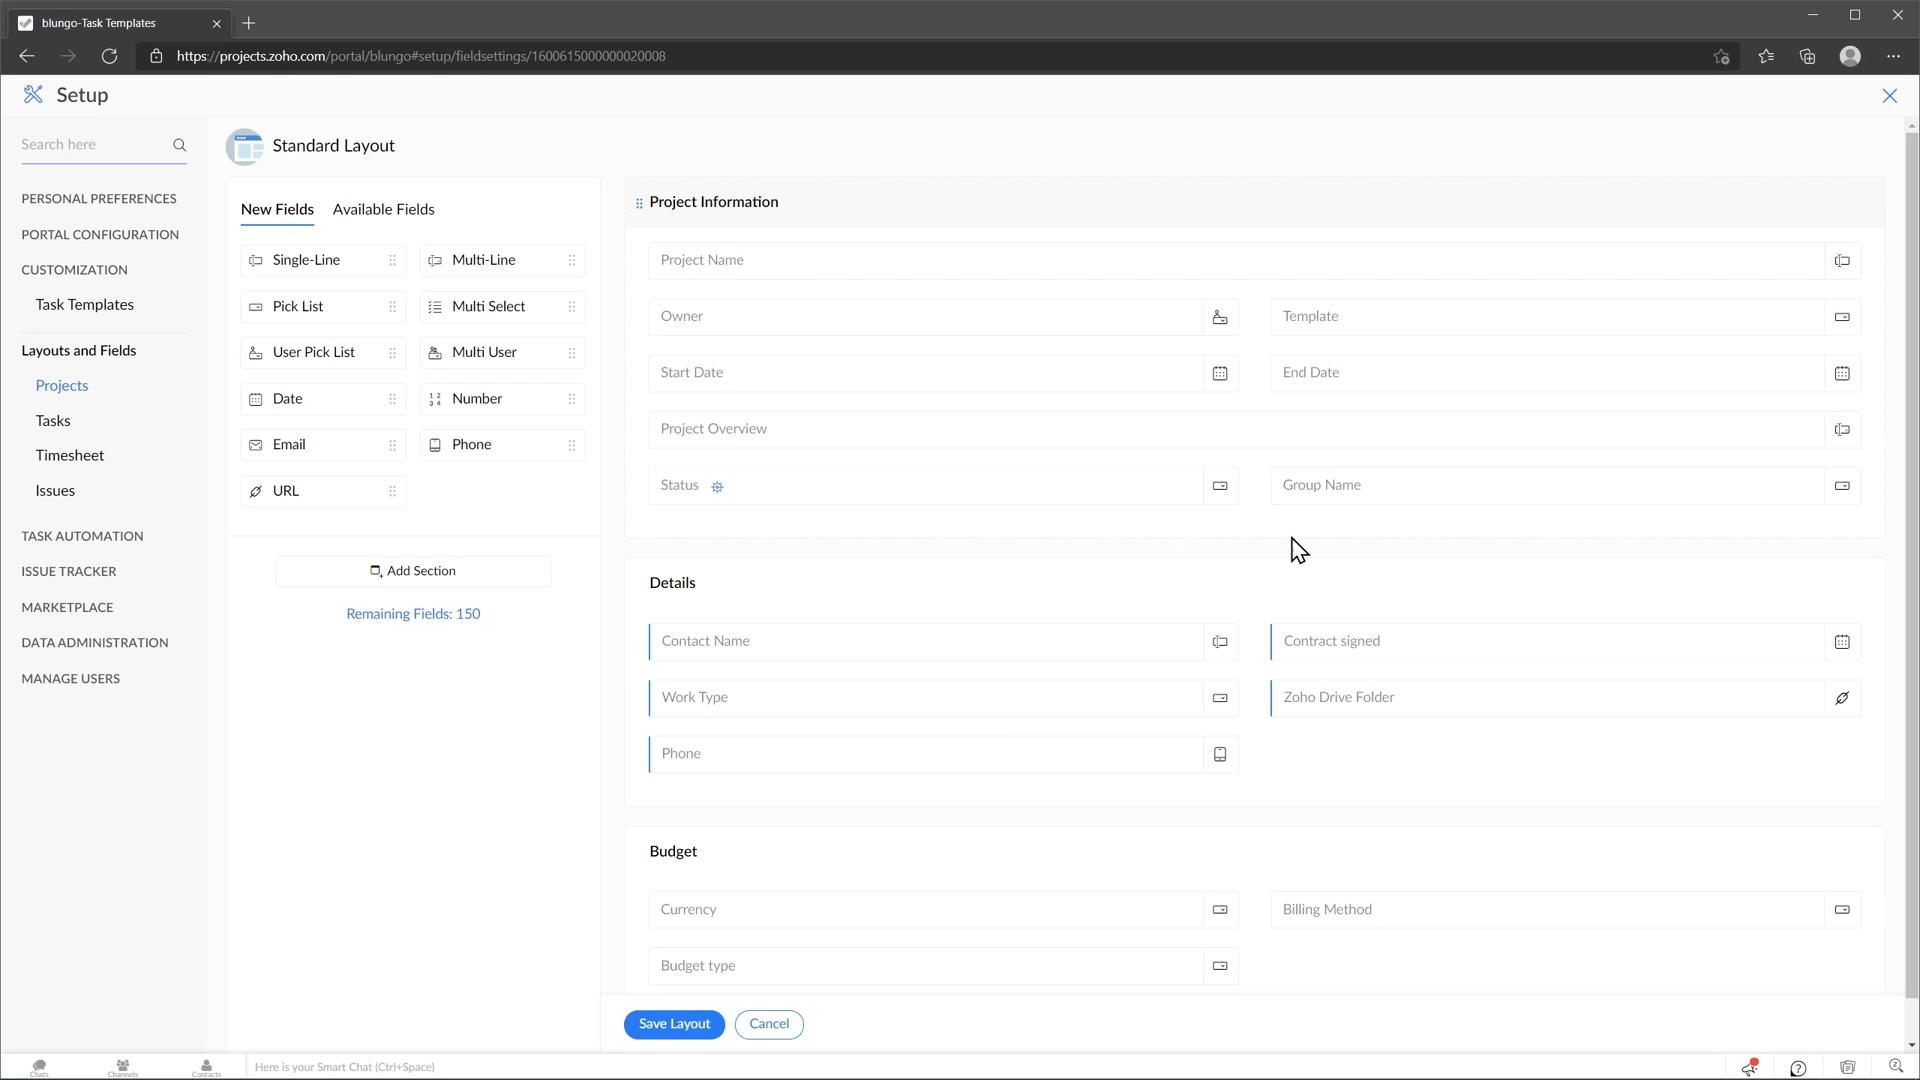 blungo-Task Templates
https://projects.zoho.com/portal/blungo#setup/fieldsettings/1600615000000020008
Setup
Search here
PERSONAL PREFERENCES
PORTAL CONFIGURATION
CUSTOMIZATION
Task Templates
Layouts and Fields
Projects
Tasks
Timesheet
Issues
TASK AUTOMATION
ISSUE TRACKER
MARKETPLACE
DATA ADMINISTRATION
MANAGE USERS
Standard Layout
New Fields Available Fields
Single-Line Multi-Line
Pick List Multi Select
User Pick List Multi User
Date Number
Email Phone
URL
Add Section
Remaining Fields: 150
Project Information
Project Name
Owner Template
Start Date End Date
Project Overview
Status Group Name
Details
Contact Name Contract signed
Work Type Zoho Drive Folder
Phone
Budget
Currency Billing Method
Budget type
Save Layout Cancel
Chats Channels Contacts Here is your Smart Chat (Ctrl+Space)